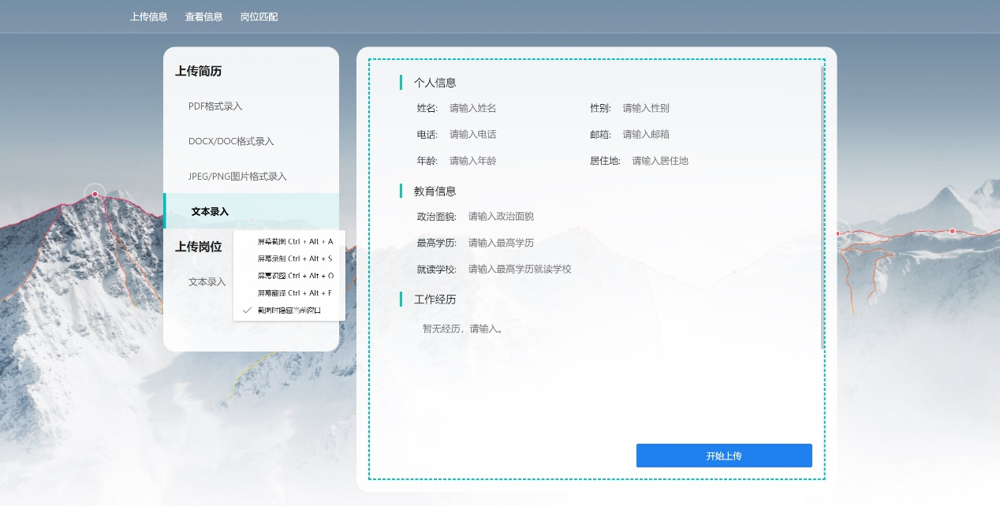 上传信息 查看信息 岗位匹配
上传简历
PDF格式录入
DOCX/DOC格式录入
JPEG/PNG图片格式录入
文本录入
上传岗位
文本录入
屏幕截图 Ctrl + Alt + A
屏幕录制 Ctrl + Alt + S
屏幕识图 Ctrl + Alt + O
屏幕翻译 Ctrl + Alt + F
截图时隐藏当前窗口
个人信息
姓名: 请输入姓名 性别: 请输入性别
电话: 请输入电话 邮箱: 请输入邮箱
年龄: 请输入年龄 居住地: 请输入居住地
教育信息
政治面貌: 请输入政治面貌
最高学历: 请输入最高学历
就读学校: 请输入最高学历就读学校
工作经历
暂无经历，请输入。
开始上传